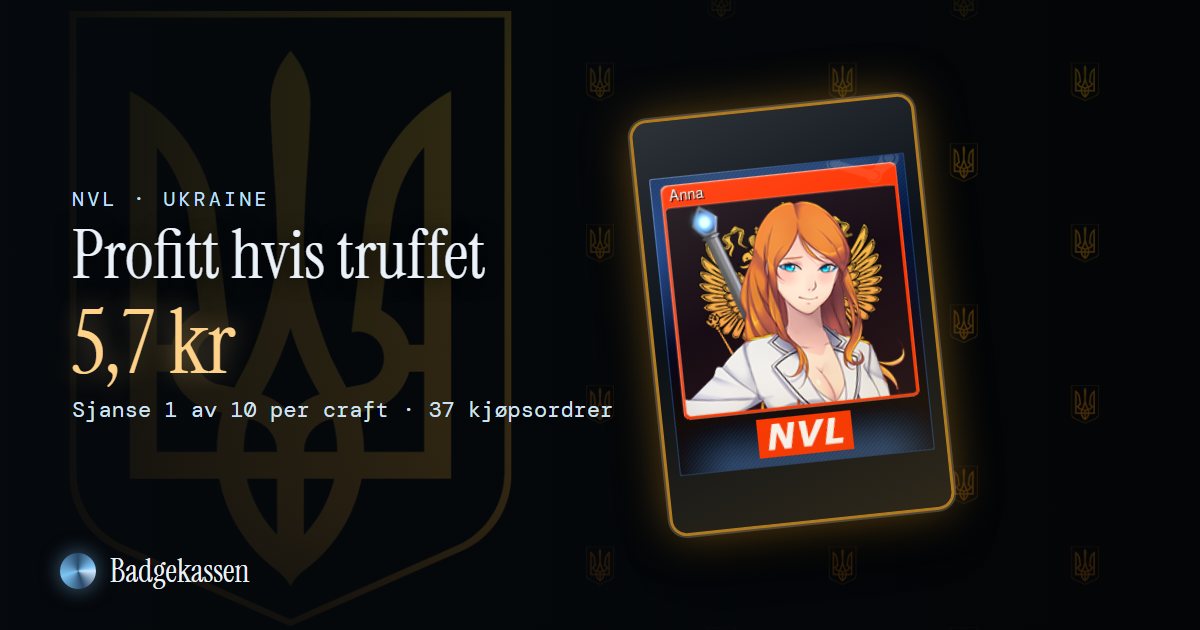 NVL · UKRAINE
Profitt hvis truffet
5,7 kr
Sjanse 1 av 10 per craft · 37 kjøpsordrer
Badgekassen
Anna
NVL